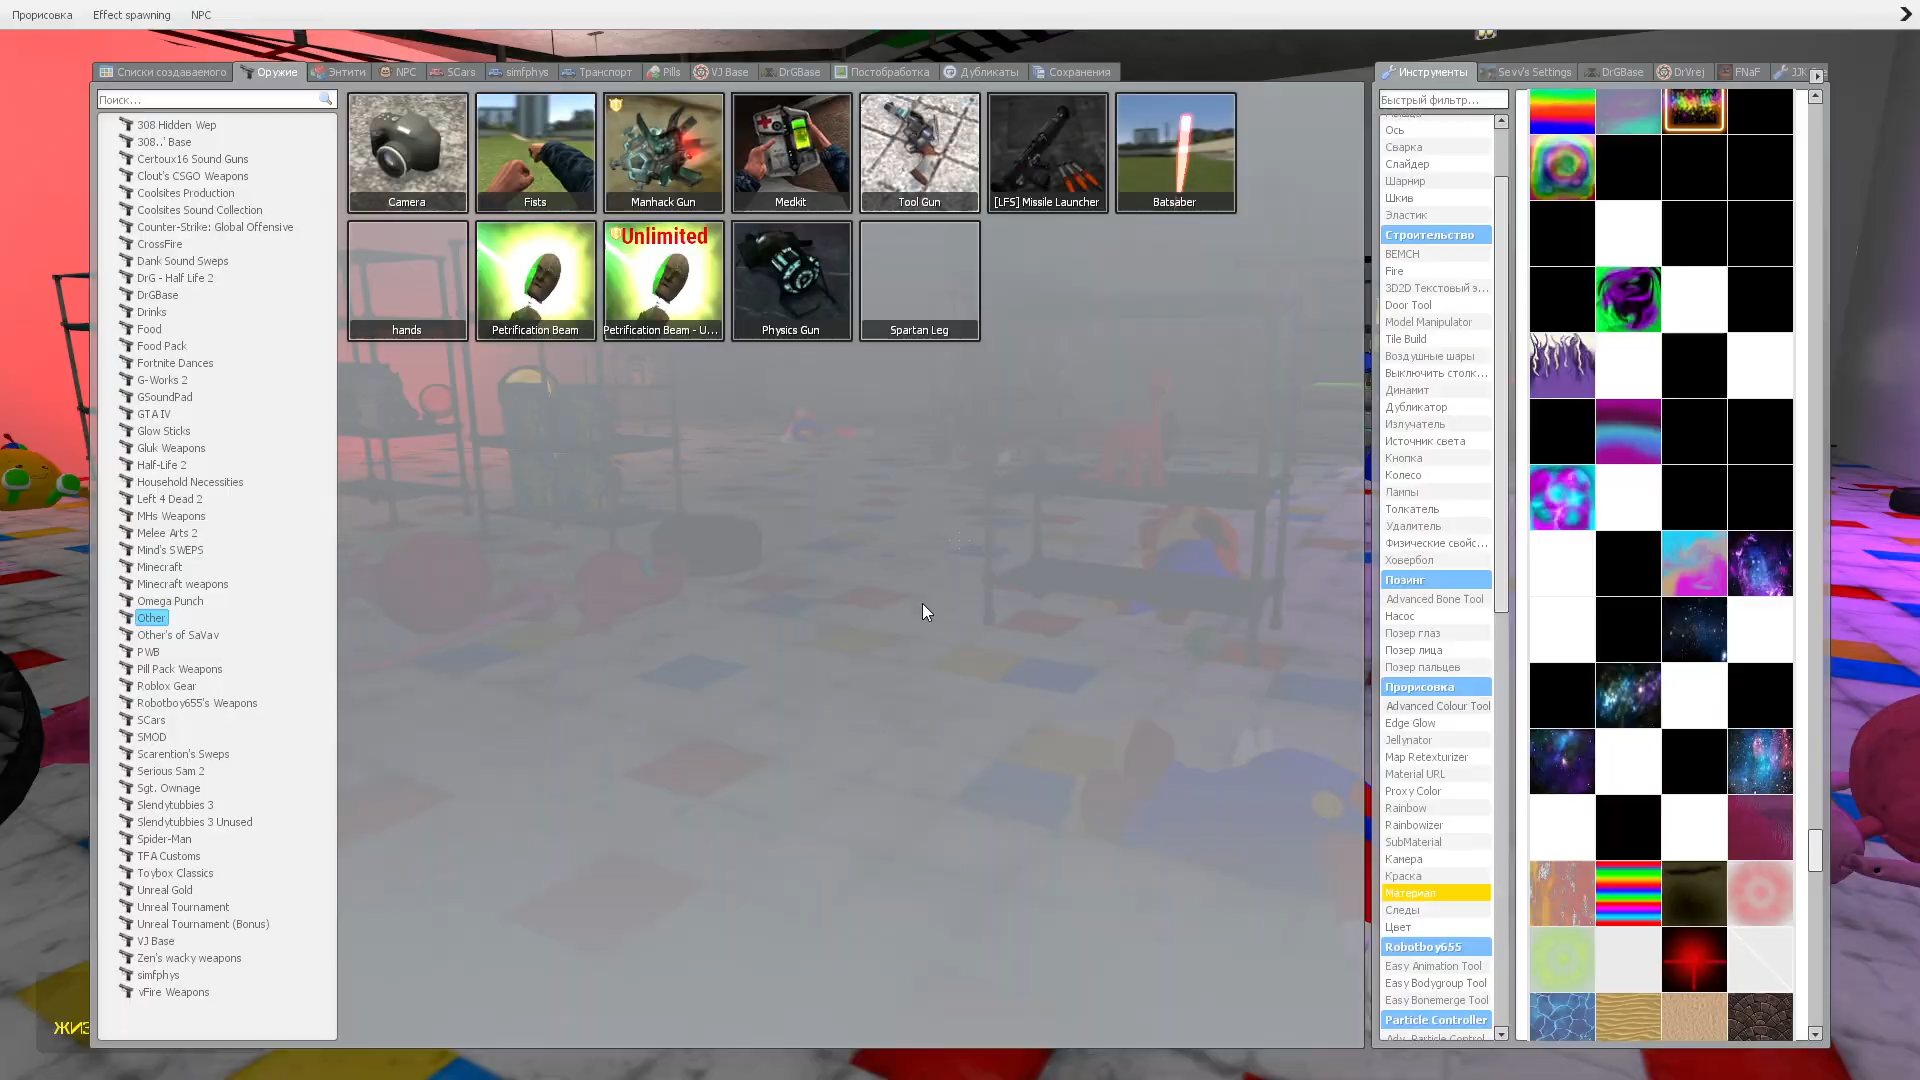 Прорисовка Effect spawning NPC
Списки создаваемого Оружие Энтити NPC SCars simfphys Транспорт Pills VJ Base DrGBase Постобработка Дубликаты Сохранения
Поиск...
308 Hidden Wep
308..' Base
Certoux16 Sound Guns
Clout's CSGO Weapons
Coolsites Production
Coolsites Sound Collection
Counter-Strike: Global Offensive
CrossFire
Dank Sound Sweps
DrG - Half Life 2
DrGBase
Drinks
Food
Food Pack
Fortnite Dances
G-Works 2
GSoundPad
GTA IV
Glow Sticks
Gluk Weapons
Half-Life 2
Household Necessities
Left 4 Dead 2
MHs Weapons
Melee Arts 2
Mind's SWEPS
Minecraft
Minecraft weapons
Omega Punch
Other
Other's of SaVav
PWB
Pill Pack Weapons
Roblox Gear
Robotboy655's Weapons
SCars
SMOD
Scarention's Sweps
Serious Sam 2
Sgt. Ownage
Slendytubbies 3
Slendytubbies 3 Unused
Spider-Man
TFA Customs
Toybox Classics
Unreal Gold
Unreal Tournament
Unreal Tournament (Bonus)
VJ Base
Zen's wacky weapons
simfphys
vFire Weapons
ЖИЗ
Camera Fists Manhack Gun Medkit Tool Gun [LFS] Missile Launcher Batsaber
Unlimited
hands Petrification Beam Petrification Beam - U... Physics Gun Spartan Leg
Инструменты Sevv's Settings DrGBase DrVrej FNaF
Быстрый фильтр...
Ось
Сварка
Слайдер
Шарнир
Шкив
Эластик
Строительство
BEMCH
Fire
3D2D Текстовый э...
Door Tool
Model Manipulator
Tile Build
Воздушные шары
Выключить столк...
Динамит
Дубликатор
Излучатель
Источник света
Кнопка
Колесо
Лампы
Толкатель
Удалитель
Физические свойс...
Ховербол
Позинг
Advanced Bone Tool
Насос
Позер глаз
Позер лица
Позер пальцев
Прорисовка
Advanced Colour Tool
Edge Glow
Jellynator
Map Retexturizer
Material URL
Proxy Color
Rainbow
Rainbowizer
SubMaterial
Камера
Краска
Материал
Следы
Цвет
Robotboy655
Easy Animation Tool
Easy Bodygroup Tool
Easy Bonemerge Tool
Particle Controller